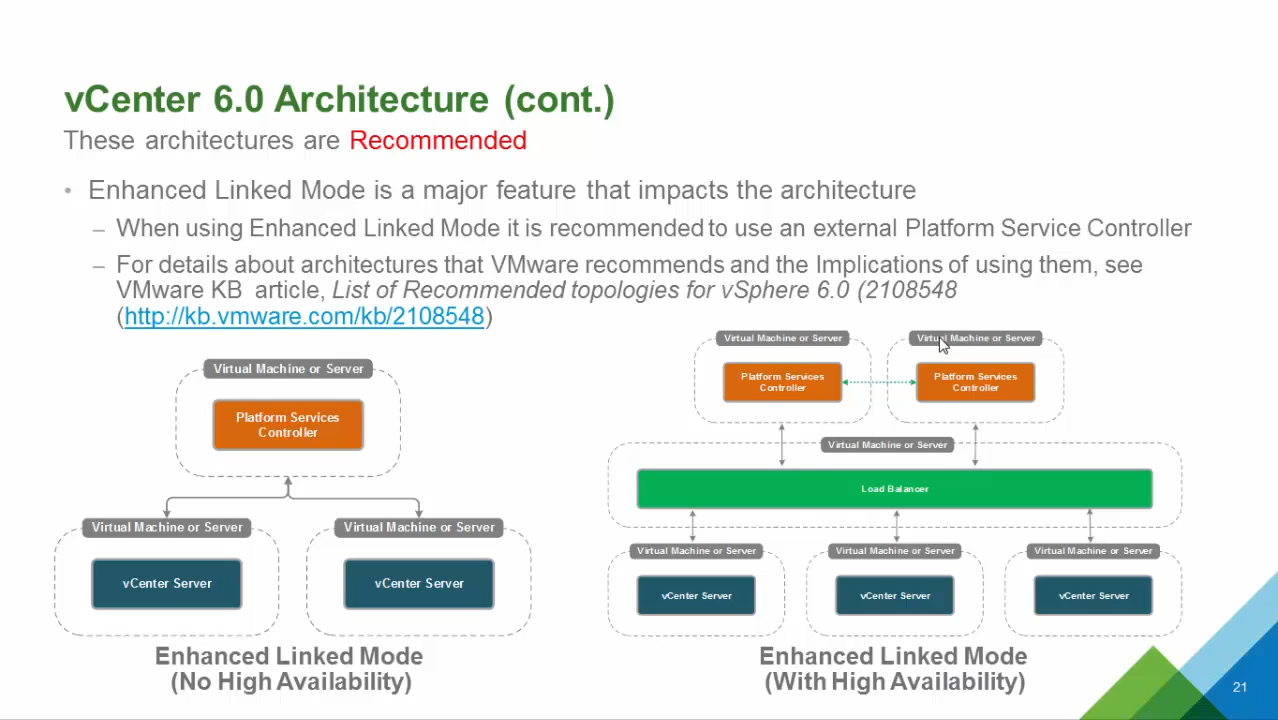 vCenter 6.0 Architecture (cont.)
These architectures are Recommended
• Enhanced Linked Mode is a major feature that impacts the architecture
– When using Enhanced Linked Mode it is recommended to use an external Platform Service Controller
– For details about architectures that VMware recommends and the Implications of using them, see
VMware KB article, List of Recommended topologies for vSphere 6.0 (2108548
(http://kb.vmware.com/kb/2108548)
Virtual Machine or Server
Platform Services
Controller
Virtual Machine or Server
Virtual Machine or Server
vCenter Server
vCenter Server
Enhanced Linked Mode
(No High Availability)
Virtual Machine or Server
Virtual Machine or Server
Platform Services
Controller
Platform Services
Controller
Virtual Machine or Server
Load Balancer
Virtual Machine or Server
Virtual Machine or Server
Virtual Machine or Server
vCenter Server
vCenter Server
vCenter Server
Enhanced Linked Mode
(With High Availability)
21